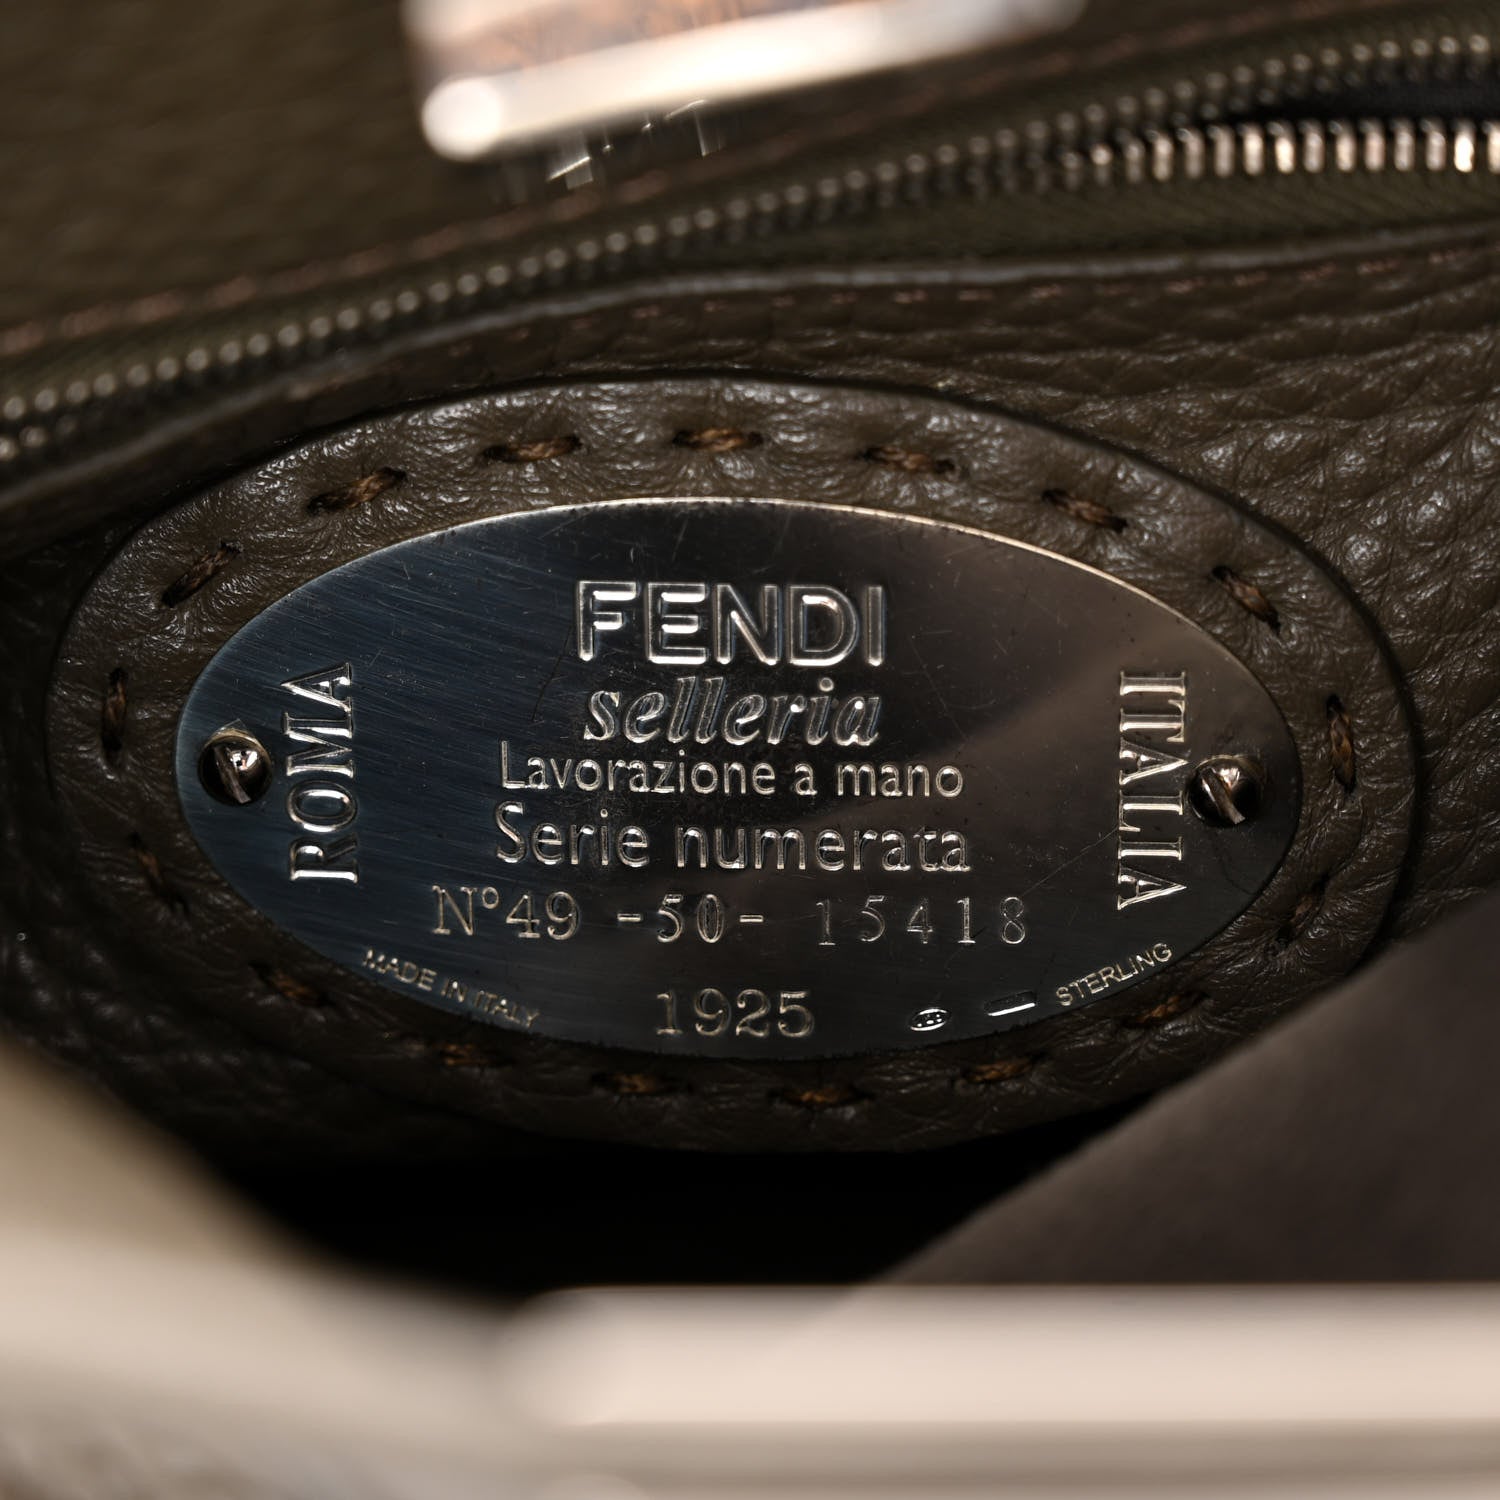 FENDI
selleria
Lavorazione a mano
Serie numerata
N°49 -50- 15418
1925
ROMA
ITALIA
MADE IN ITALY
STERLING